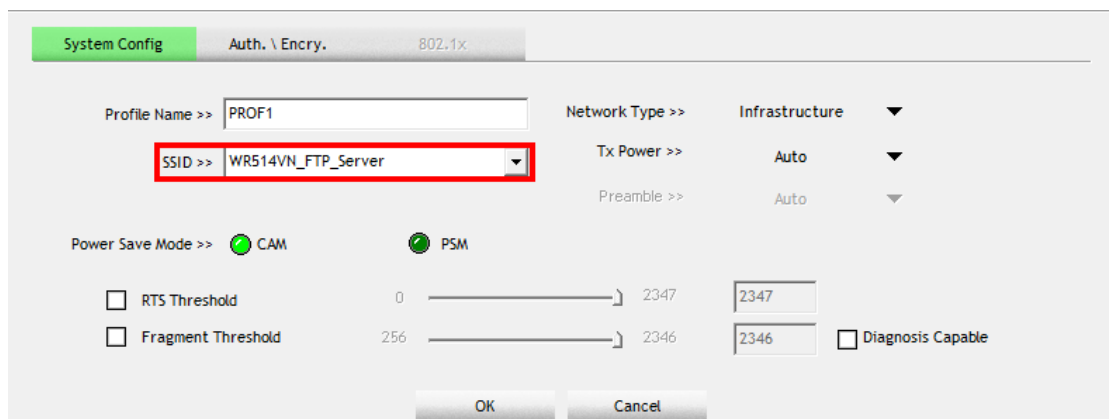 System Config Auth. \ Encry. 802.1x
Profile Name >> PROF1 Network Type >> Infrastructure
SSID >> WR514VN_FTP_Server Tx Power >> Auto
Preamble >> Auto
Power Save Mode >> CAM PSM
RTS Threshold 0 2347 2347
Fragment Threshold 256 2346 2346 Diagnosis Capable
OK Cancel